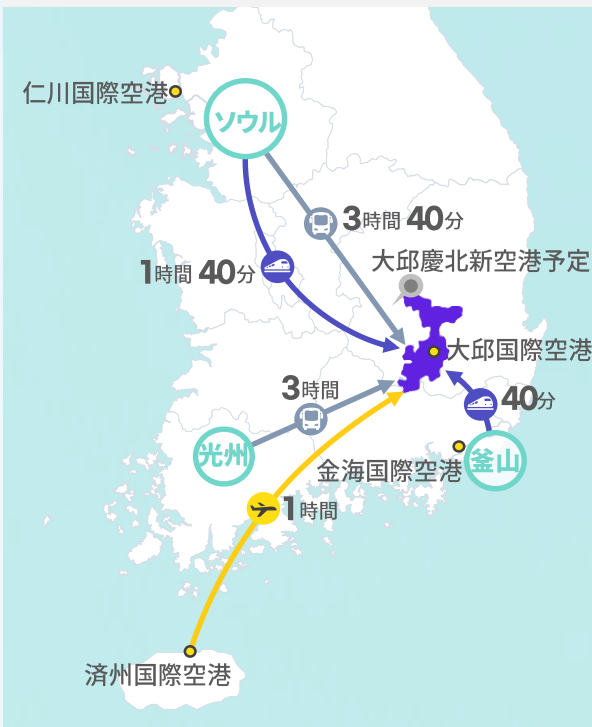 仁川国際空港
ソウル
3時間 40分
大邱慶北新空港予定
1時間 40分
大邱国際空港
3時間
40分
光州
金海国際空港
釜山
1時間
済州国際空港